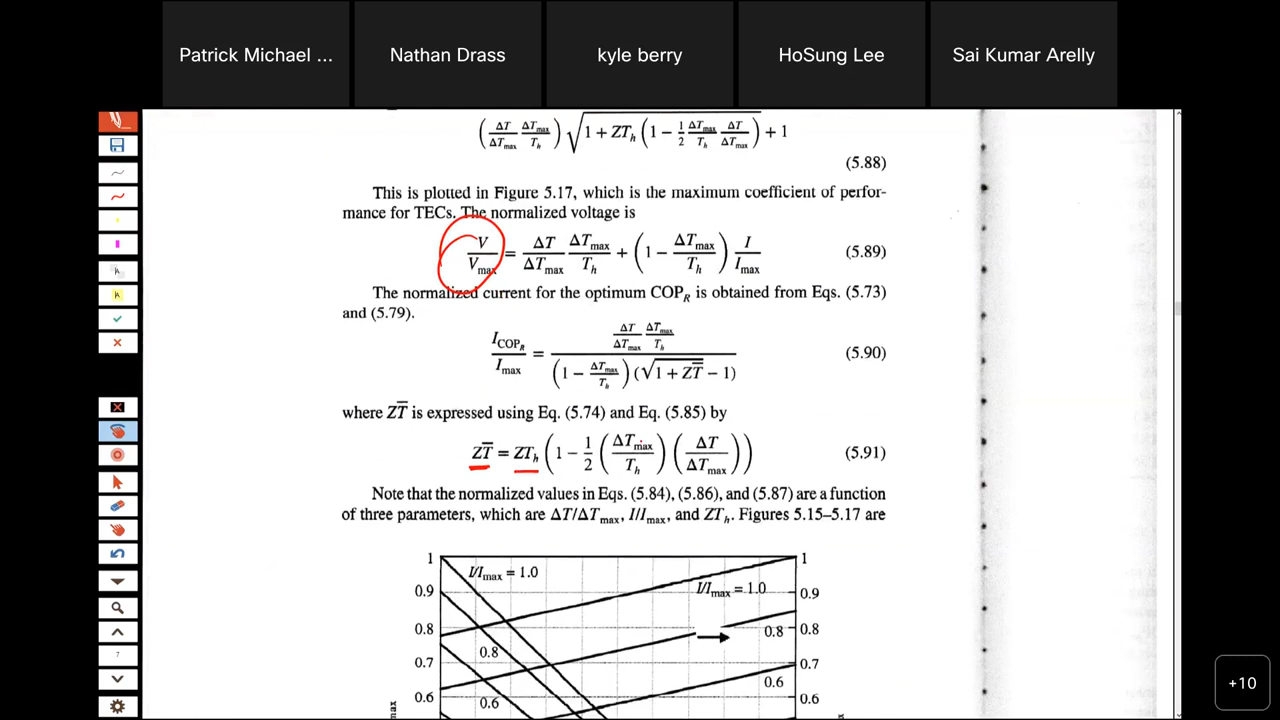 Patrick Michael ...
Nathan Drass
kyle berry
HoSung Lee
Sai Kumar Arelly
(ΔT/ΔTmax ΔTmax/Th) √(1 + ZTh (1 − 1/2 ΔTmax/Th ΔT/ΔTmax)) + 1
(5.88)
This is plotted in Figure 5.17, which is the maximum coefficient of perfor-
mance for TECs. The normalized voltage is
V/Vmax = ΔT/ΔTmax ΔTmax/Th + (1 − ΔTmax/Th) I/Imax (5.89)
The normalized current for the optimum COPR is obtained from Eqs. (5.73)
and (5.79).
ICOPR/Imax = (ΔT/ΔTmax ΔTmax/Th) / ((1 − ΔTmax/Th)(√(1 + ZT̅) − 1)) (5.90)
where ZT̅ is expressed using Eq. (5.74) and Eq. (5.85) by
ZT̅ = ZTh (1 − 1/2 (ΔTmax/Th) (ΔT/ΔTmax)) (5.91)
Note that the normalized values in Eqs. (5.84), (5.86), and (5.87) are a function
of three parameters, which are ΔT/ΔTmax, I/Imax, and ZTh. Figures 5.15–5.17 are
1
I/Imax = 1.0
1
0.9
I/Imax = 1.0
0.9
0.8
0.8
0.8
0.8
0.7
0.7
0.6
0.6
0.6
0.6
7
+10